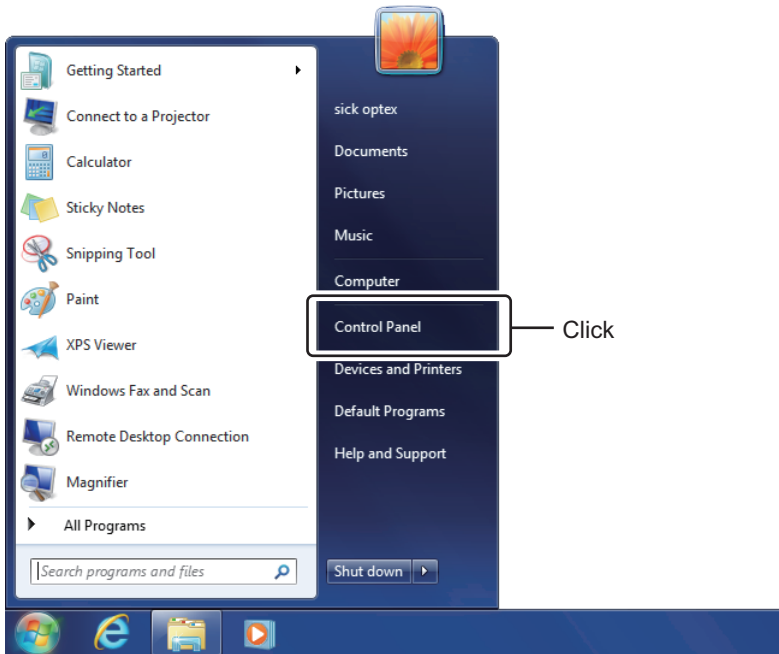 Getting Started
Connect to a Projector
Calculator
Sticky Notes
Snipping Tool
Paint
XPS Viewer
Windows Fax and Scan
Remote Desktop Connection
Magnifier
All Programs
Search programs and files
sick optex
Documents
Pictures
Music
Computer
Control Panel
Devices and Printers
Default Programs
Help and Support
Shut down
Click